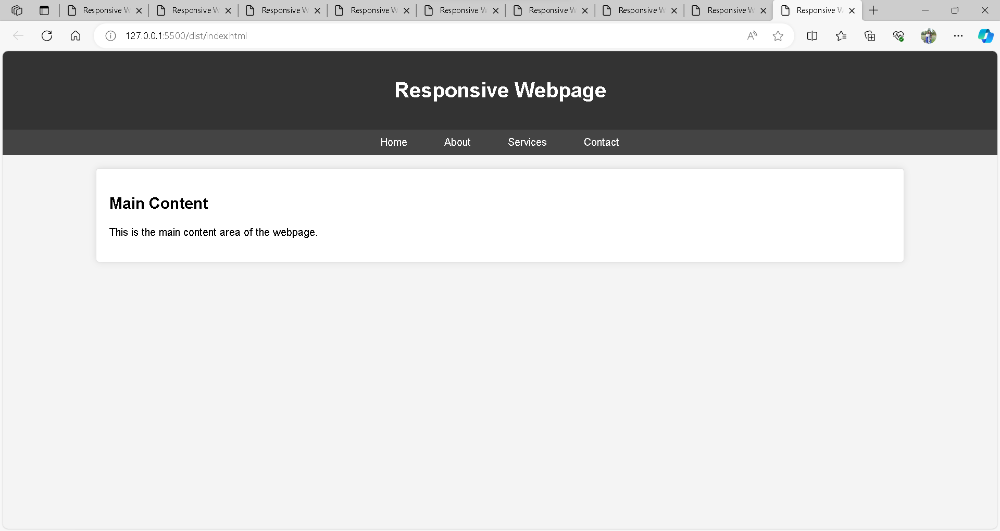 Responsive W Responsive W Responsive W Responsive W Responsive W Responsive W Responsive W Responsive W Responsive W
127.0.0.1:5500/dist/index.html
Responsive Webpage
Home About Services Contact
Main Content
This is the main content area of the webpage.